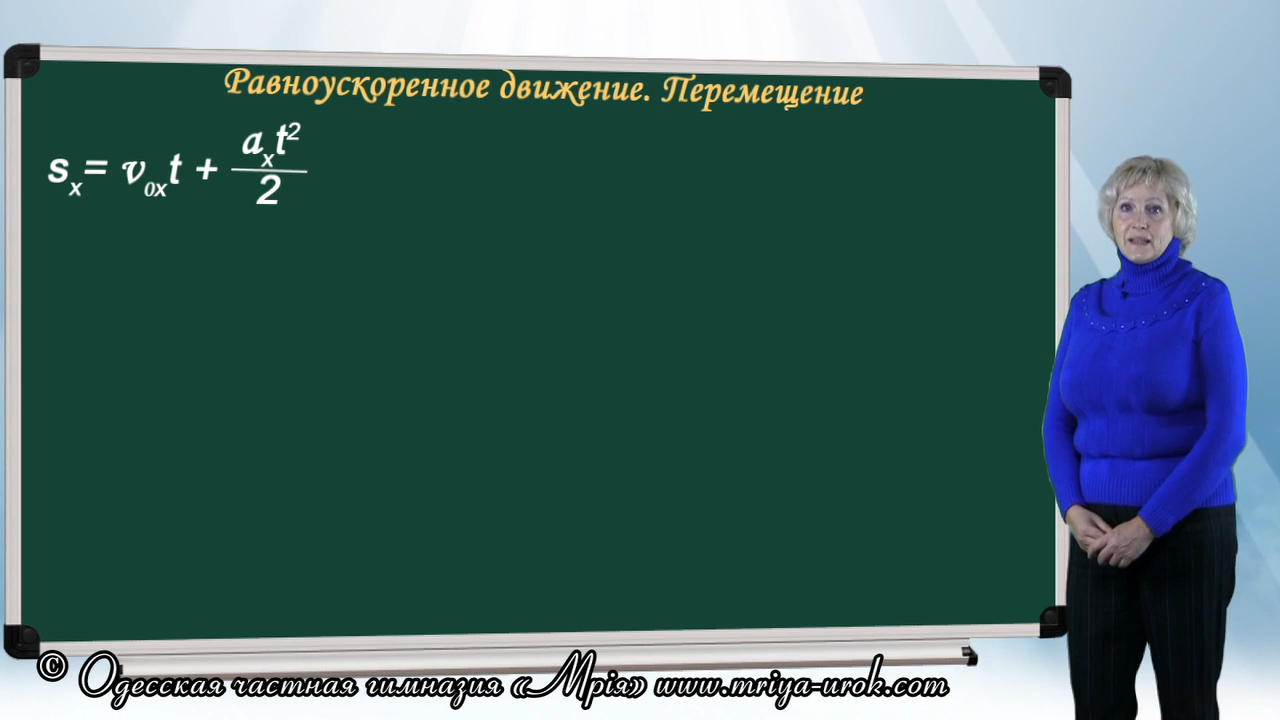 Равноускоренное движение. Перемещение
sₓ = v₀ₓt + aₓt²/2
© Одесская частная гимназия «Мрія» www.mriya-urok.com